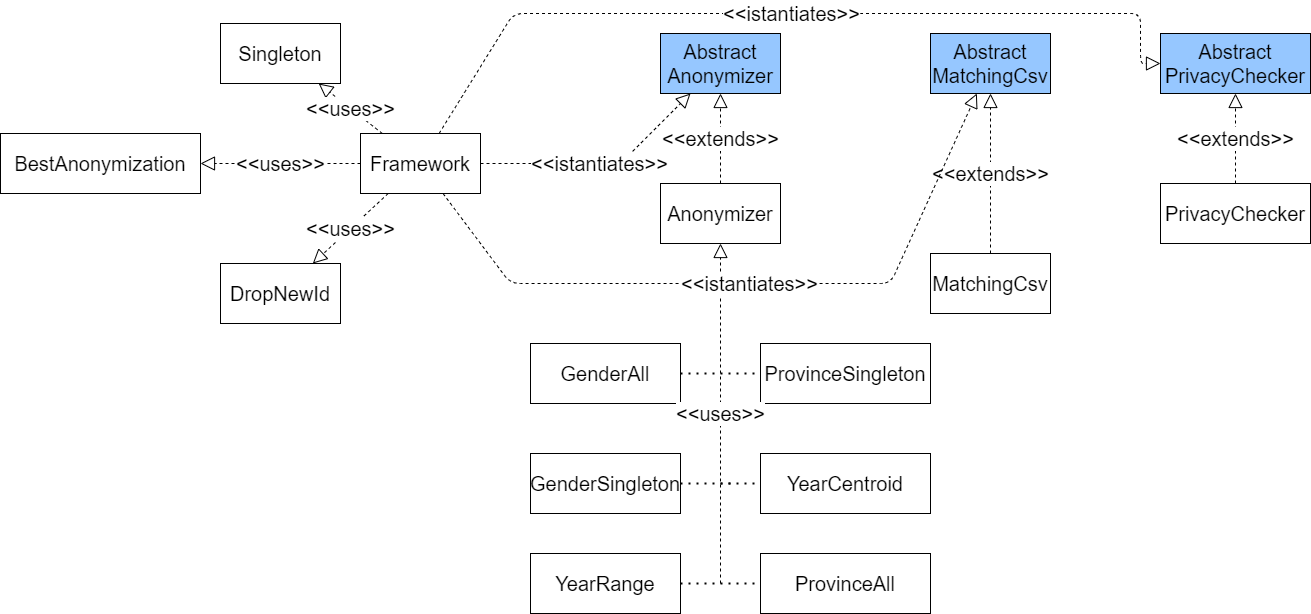 <<istantiates>>
Singleton
Abstract
Anonymizer
Abstract
MatchingCsv
Abstract
PrivacyChecker
<<uses>>
<<extends>>
<<extends>>
BestAnonymization
<<uses>>
Framework
<<istantiates>>
<<extends>>
<<uses>>
Anonymizer
PrivacyChecker
DropNewId
<<istantiates>>
MatchingCsv
GenderAll
ProvinceSingleton
<<uses>>
GenderSingleton
YearCentroid
YearRange
ProvinceAll